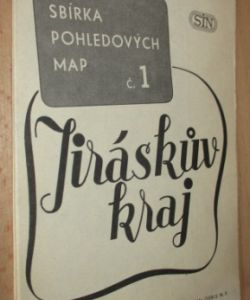 SBÍRKA
POHLEDOVÝCH
MAP
č. 1
SÍN
Jiráskův
kraj